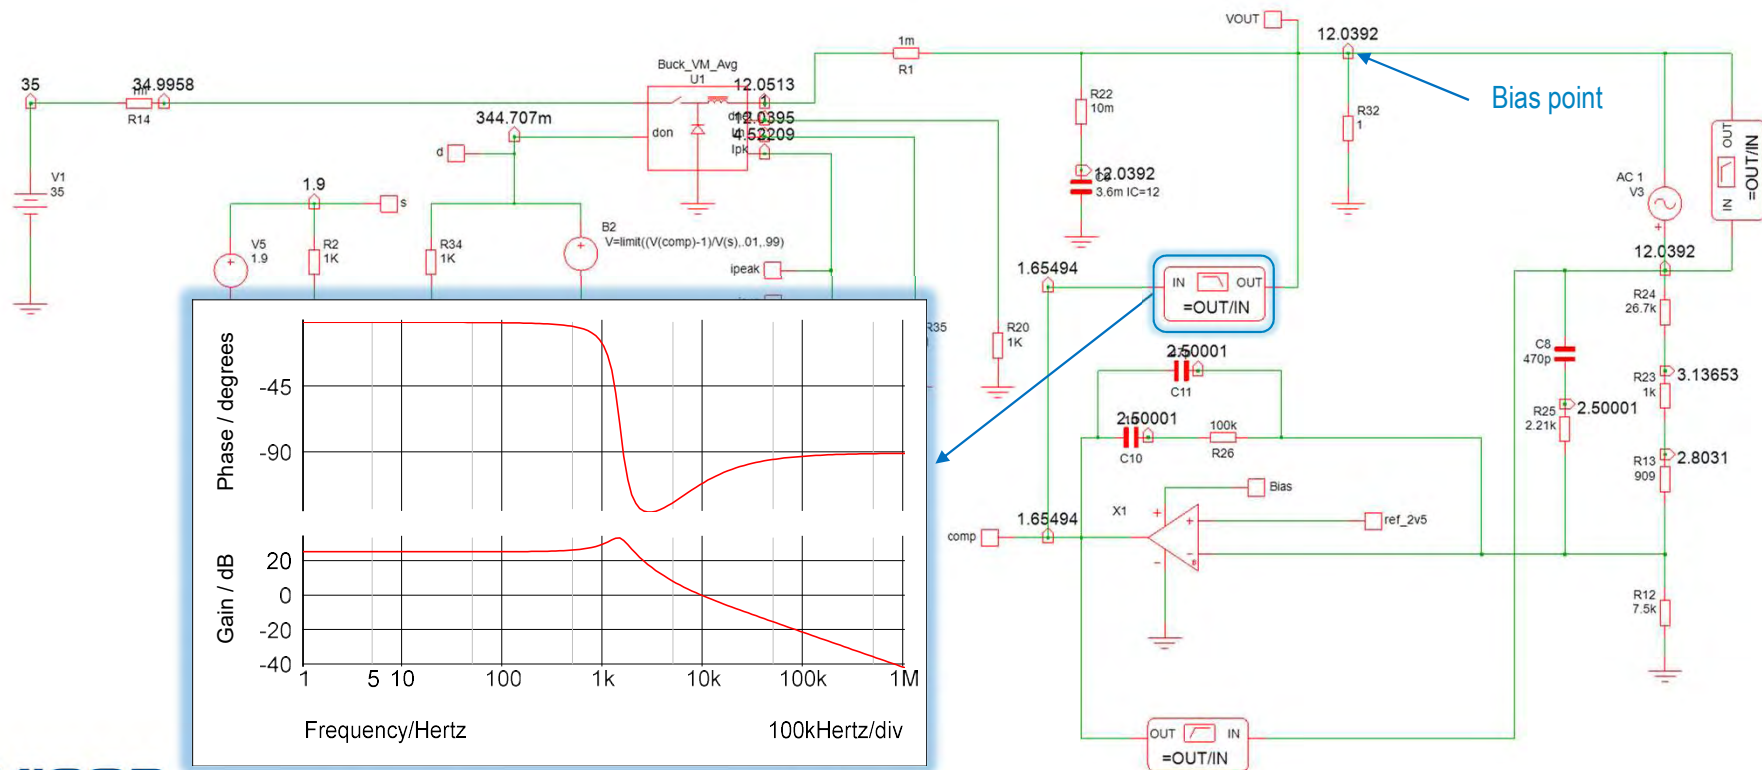 VOUT
12.0392
Bias point
1m
R1
Buck_VM_Avg
U1
35
34.9958
R14
12.0513
12.0395
4.52209
don
Ipk
344.707m
d
R22
10m
R32
1
OUT
=OUT/IN
IN
V1
35
12.0392
3.6m IC=12
AC 1
V3
1.9
s
V5
1.9
R2
1K
R34
1K
B2
V=limit((V(comp)-1)/V(s),.01,.99)
ipeak
1.65494
IN
OUT
=OUT/IN
12.0392
R24
26.7k
R35
R20
1K
2.50001
C11
C8
470p
R23
1k
3.13653
R25
2.21k
2.50001
2.50001
C10
100k
R26
R13
909
2.8031
Bias
X1
+
+
ref_2v5
-
-
comp
1.65494
R12
7.5k
OUT
IN
=OUT/IN
Phase / degrees
-45
-90
Gain / dB
20
0
-20
-40
1
5
10
100
1k
10k
100k
1M
Frequency/Hertz
100kHertz/div